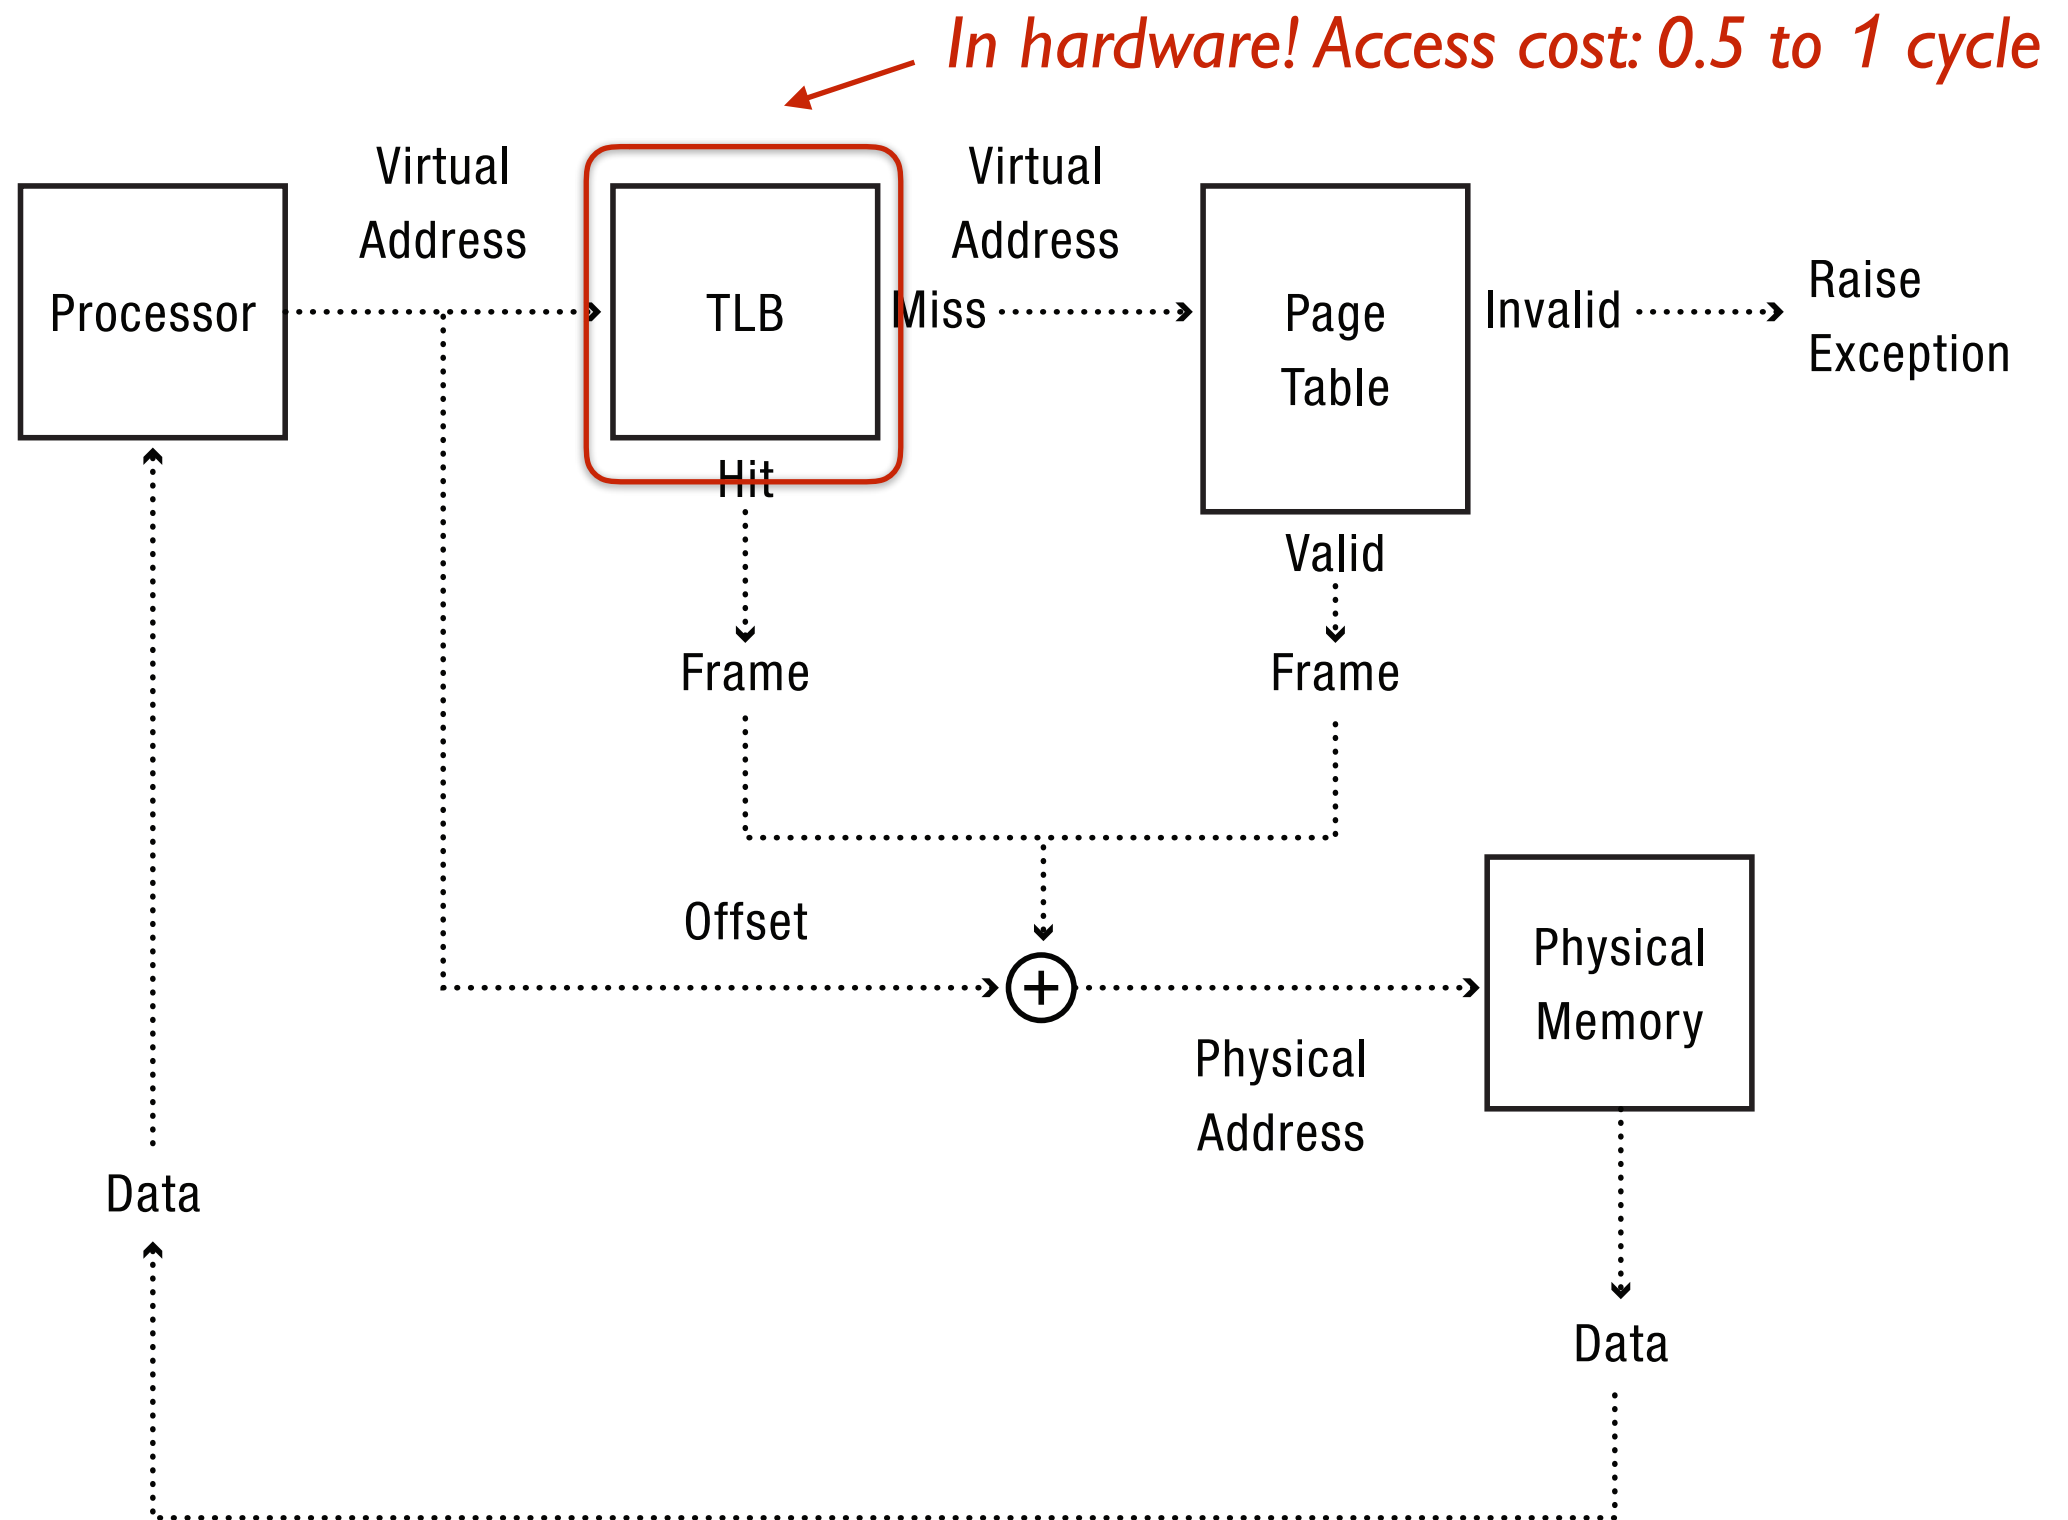 In hardware! Access cost: 0.5 to 1 cycle
Virtual
Address
Virtual
Address
Processor
TLB
Miss
Page
Table
Invalid
Raise
Exception
Hit
Valid
Frame
Frame
Offset
+
Physical
Memory
Physical
Address
Data
Data